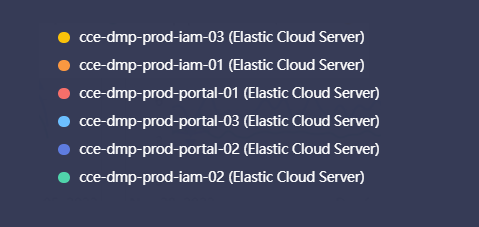 cce-dmp-prod-iam-03 (Elastic Cloud Server)
cce-dmp-prod-iam-01 (Elastic Cloud Server)
cce-dmp-prod-portal-01 (Elastic Cloud Server)
cce-dmp-prod-portal-03 (Elastic Cloud Server)
cce-dmp-prod-portal-02 (Elastic Cloud Server)
cce-dmp-prod-iam-02 (Elastic Cloud Server)